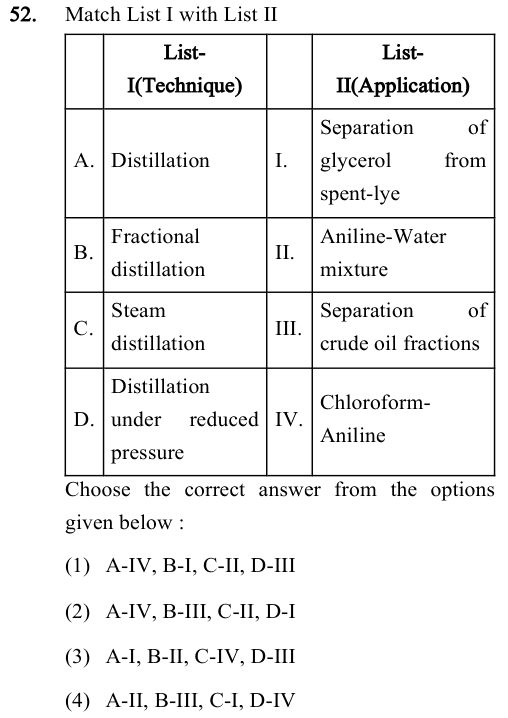 52. Match List I with List II
List- List-
I(Technique) II(Application)
Separation of
A. Distillation I. glycerol from
spent-lye
Fractional Aniline-Water
B. II.
distillation mixture
Steam Separation of
C. III.
distillation crude oil fractions
Distillation
Chloroform-
D. under reduced IV.
Aniline
pressure
Choose the correct answer from the options
given below :
(1) A-IV, B-I, C-II, D-III
(2) A-IV, B-III, C-II, D-I
(3) A-I, B-II, C-IV, D-III
(4) A-II, B-III, C-I, D-IV